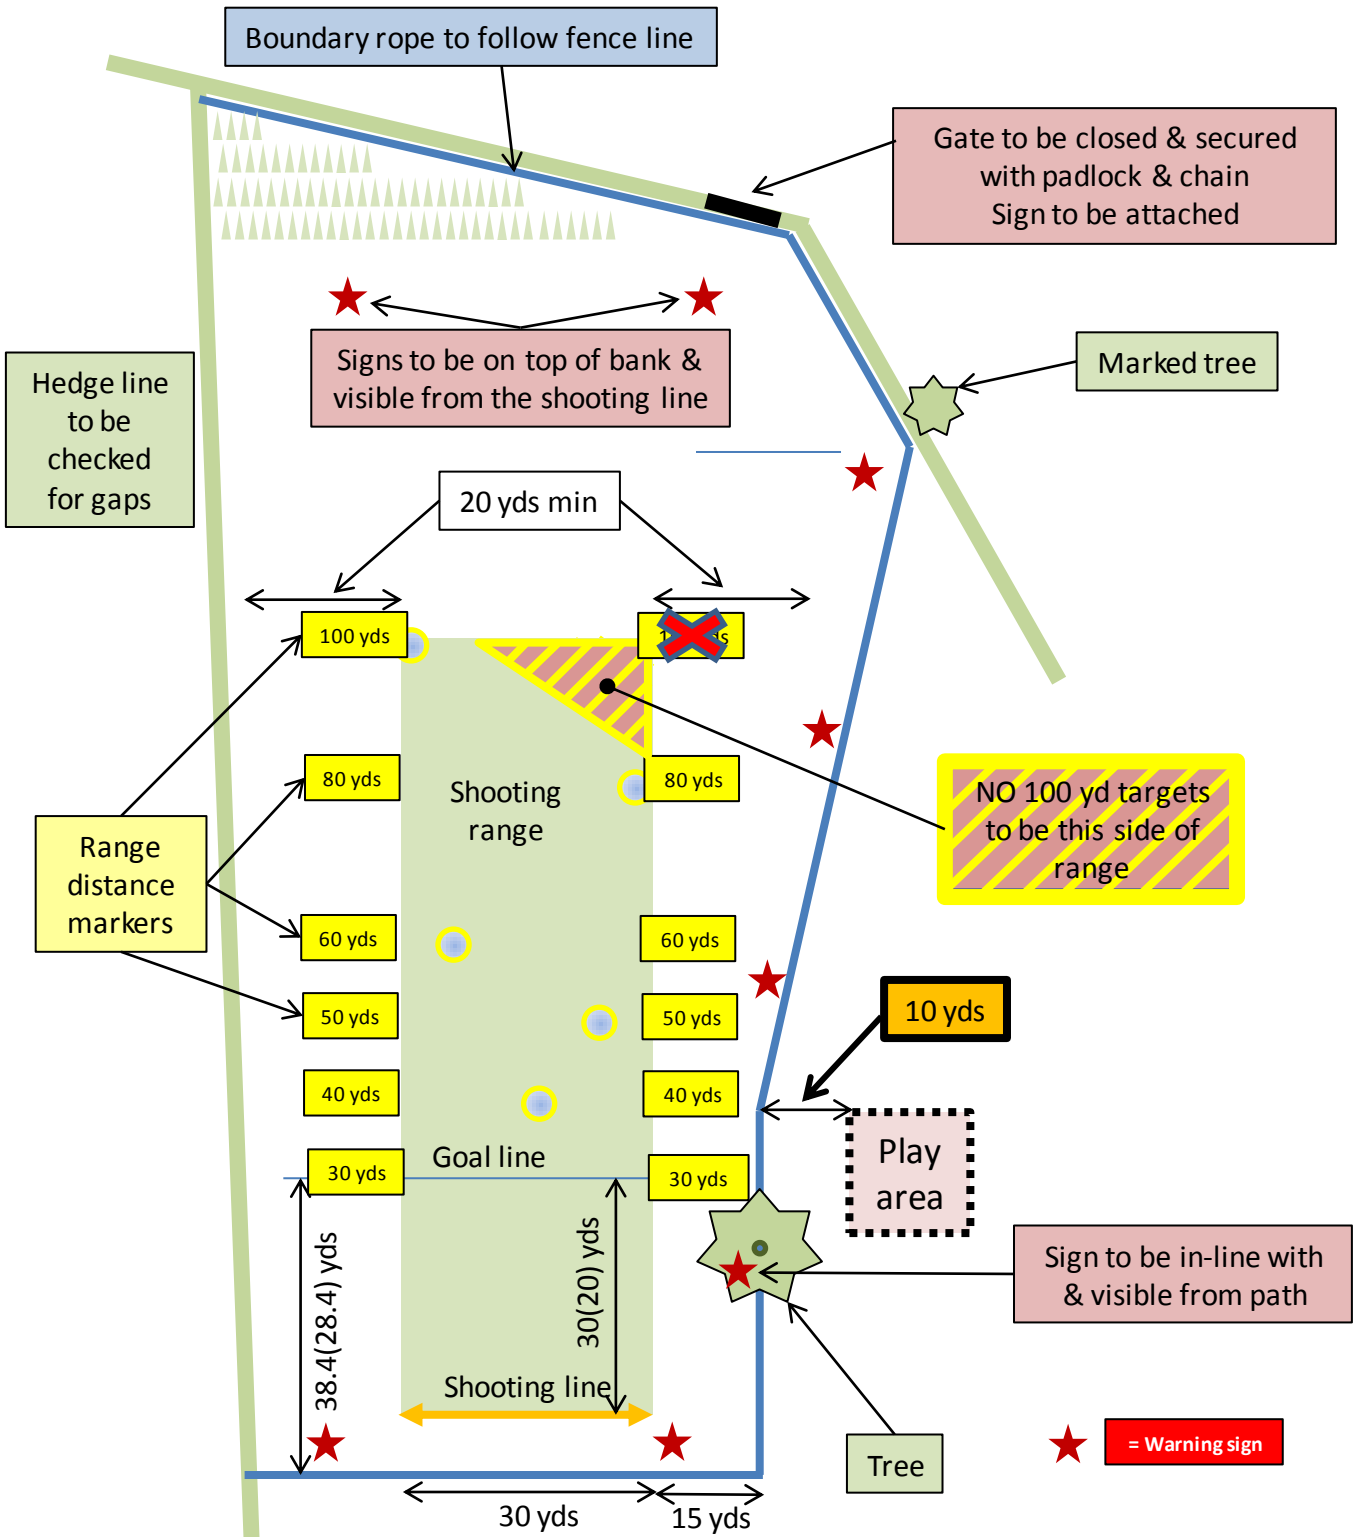 Boundary rope to follow fence line
Gate to be closed & secured
with padlock & chain
Sign to be attached
Signs to be on top of bank &
visible from the shooting line
Marked tree
Hedge line
to be
checked
for gaps
20 yds min
100 yds
80 yds
80 yds
Shooting
range
NO 100 yd targets
to be this side of
range
Range
distance
markers
60 yds
60 yds
50 yds
50 yds
10 yds
40 yds
40 yds
Play
area
Goal line
30 yds
30 yds
38.4(28.4) yds
30(20) yds
Sign to be in-line with
& visible from path
Shooting line
Tree
= Warning sign
30 yds
15 yds